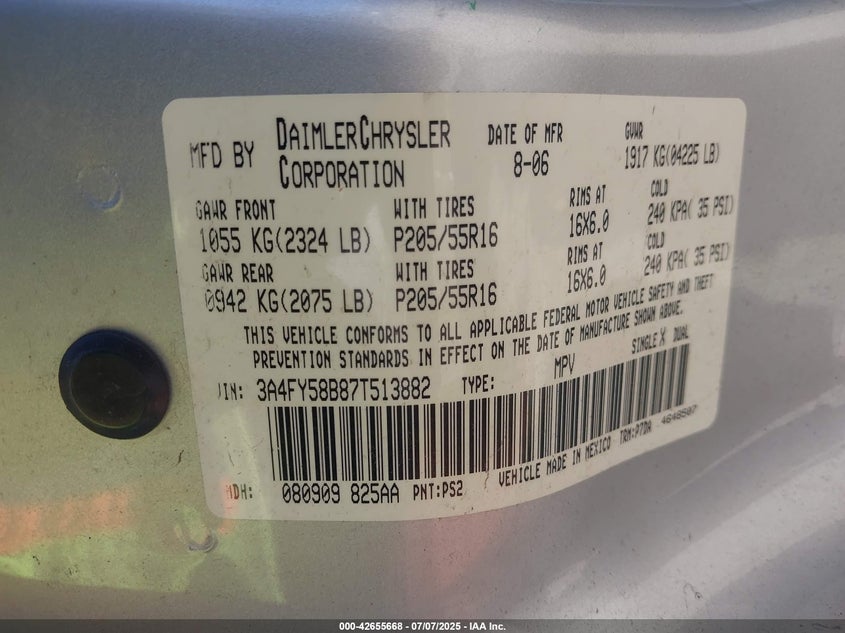 MFD BY DAIMLERCHRYSLER CORPORATION DATE OF MFR 8-06 GVWR 1917 KG(04225 LB)
GAWR FRONT WITH TIRES RIMS AT COLD
1055 KG(2324 LB) P205/55R16 16X6.0 240 KPA( 35 PSI)
GAWR REAR WITH TIRES RIMS AT COLD
0942 KG(2075 LB) P205/55R16 16X6.0 240 KPA( 35 PSI)
THIS VEHICLE CONFORMS TO ALL APPLICABLE FEDERAL MOTOR VEHICLE SAFETY AND THEFT
PREVENTION STANDARDS IN EFFECT ON THE DATE OF MANUFACTURE SHOWN ABOVE.
VIN: 3A4FY58B87T513882 TYPE: MPV SINGLE X DUAL
MDH: 080909 825AA PNT:PS2 VEHICLE MADE IN MEXICO TRM:P7DA 4648507
000-42655668 - 07/07/2025 - IAA Inc.